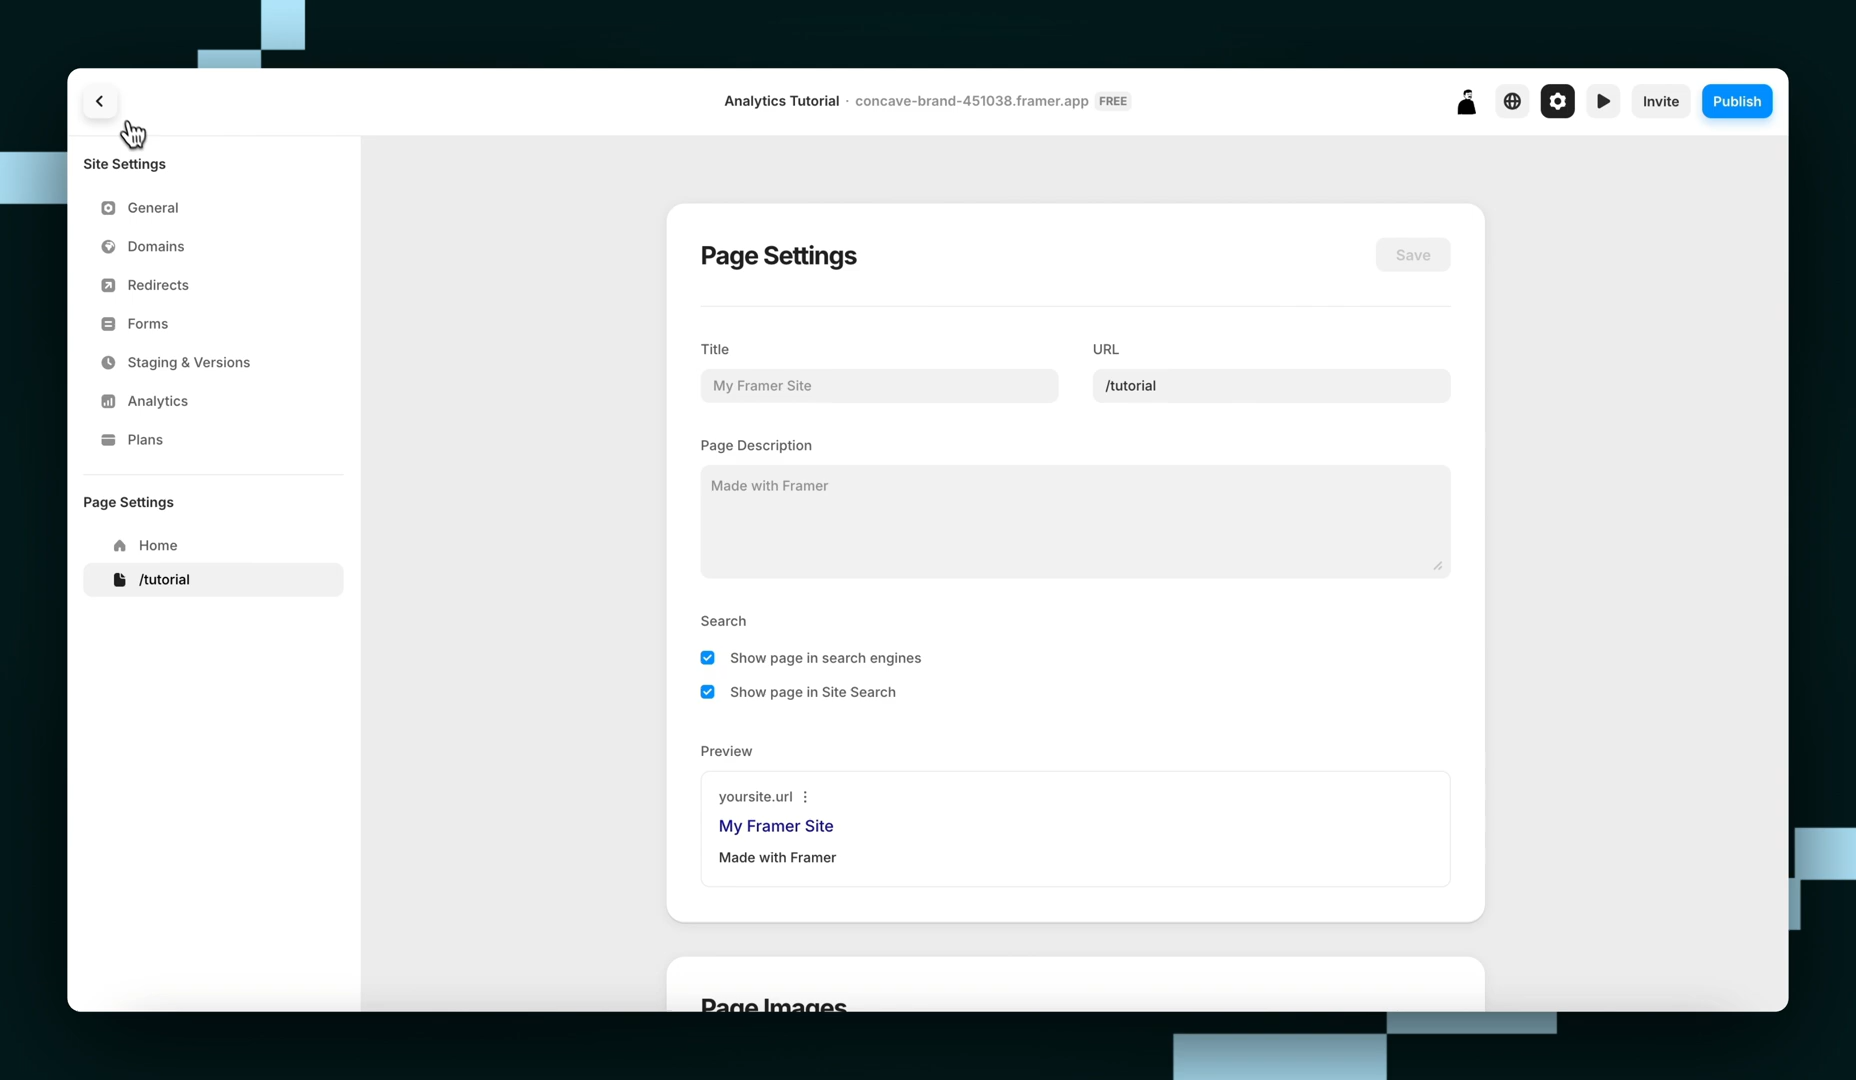 Analytics Tutorial · concave-brand-451038.framer.app FREE
Invite
Publish
Site Settings
General
Domains
Redirects
Forms
Staging & Versions
Analytics
Plans
Page Settings
Home
/tutorial
Page Settings
Save
Title
URL
My Framer Site
/tutorial
Page Description
Made with Framer
Search
Show page in search engines
Show page in Site Search
Preview
yoursite.url
My Framer Site
Made with Framer
Page Images